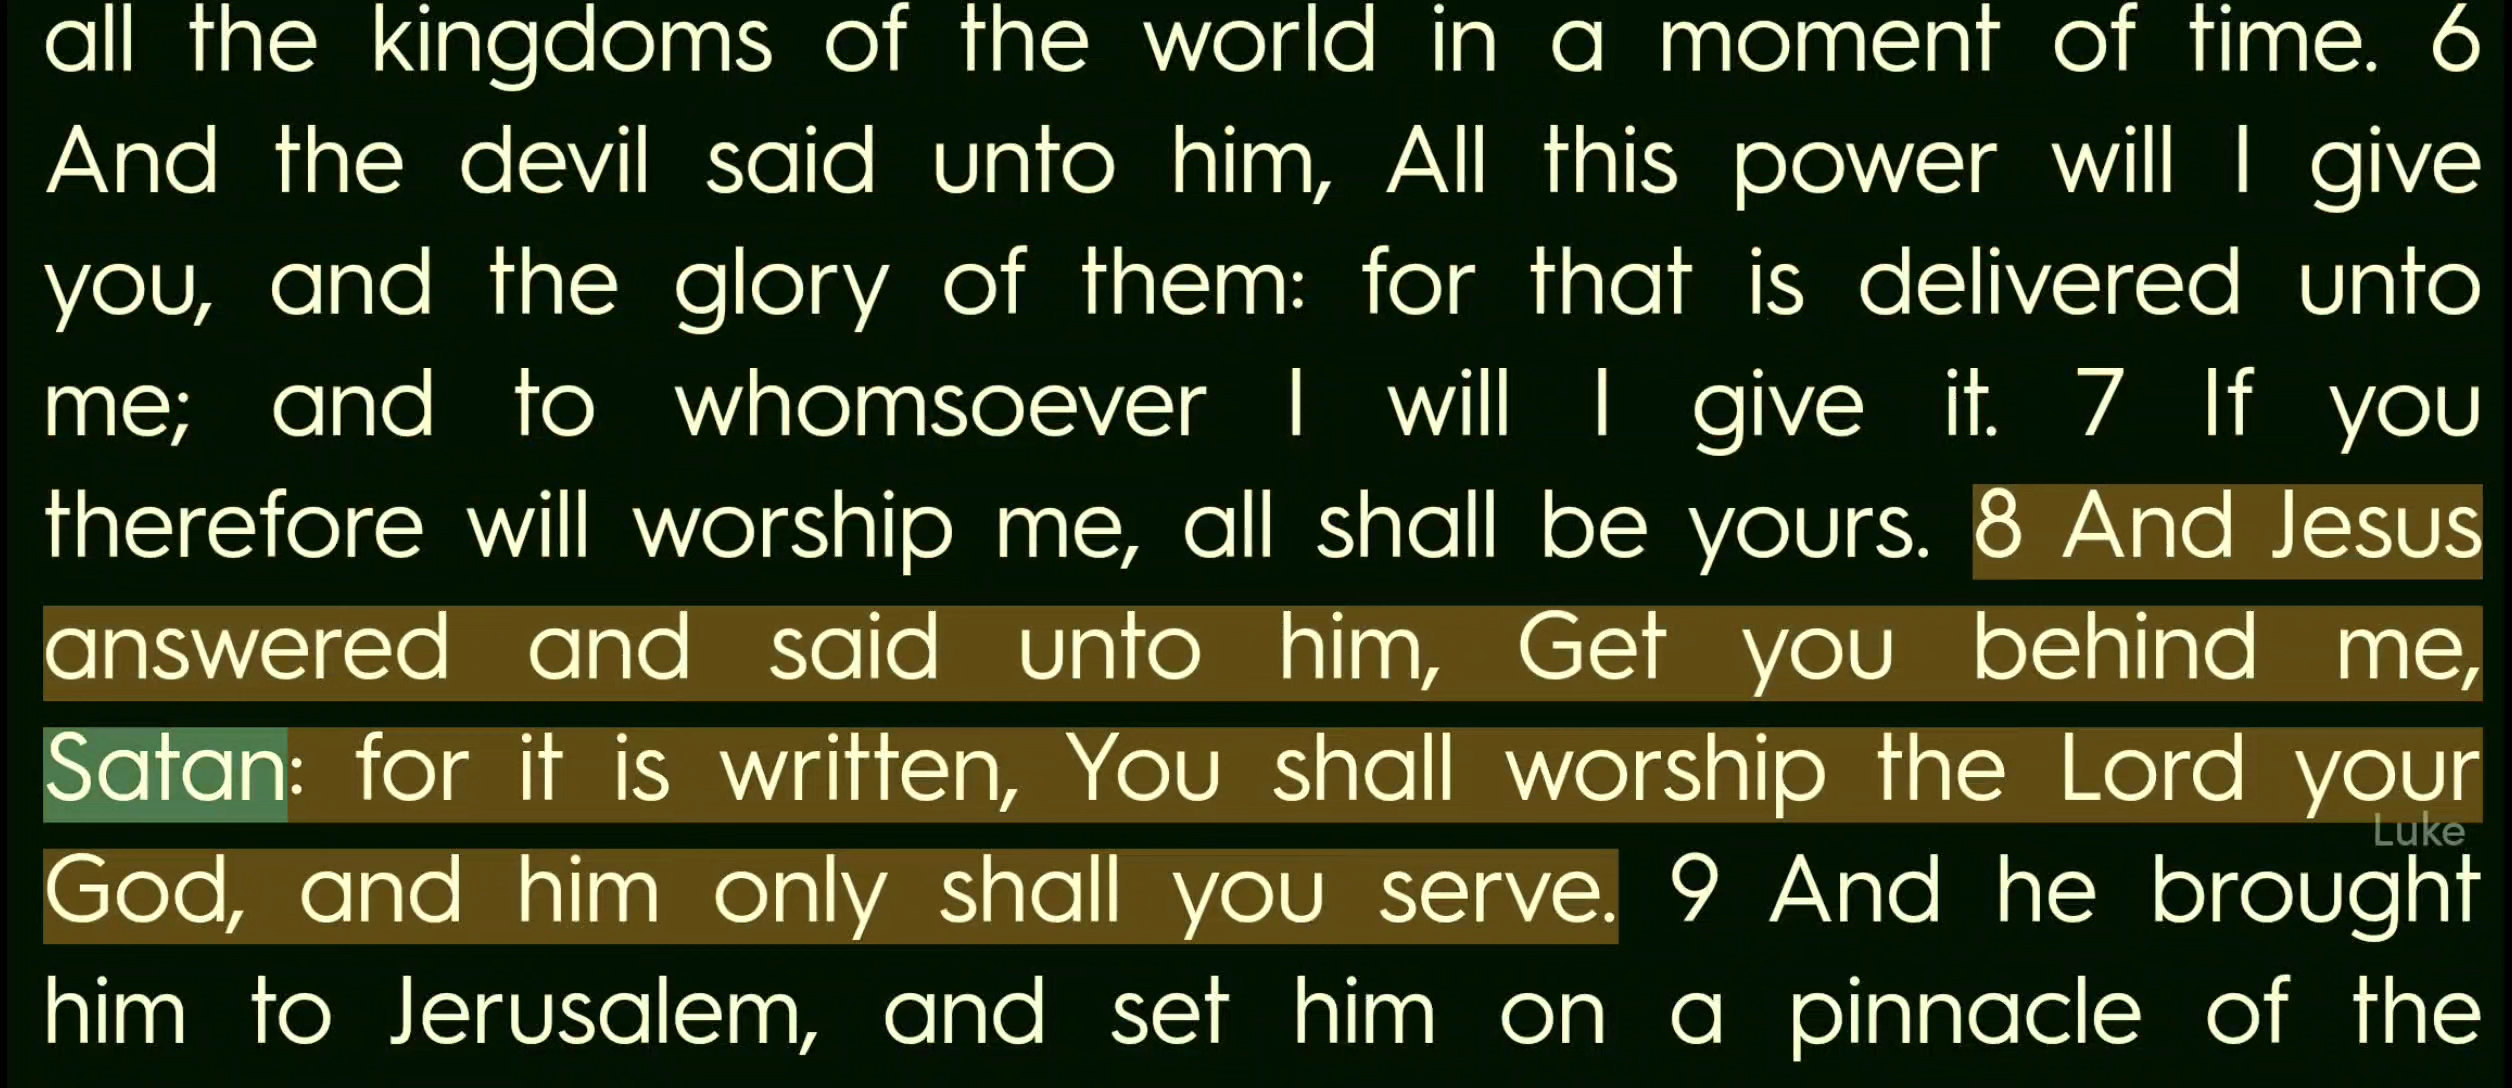 all the kingdoms of the world in a moment of time. 6
And the devil said unto him, All this power will I give
you, and the glory of them: for that is delivered unto
me; and to whomsoever I will I give it. 7 If you
therefore will worship me, all shall be yours. 8 And Jesus
answered and said unto him, Get you behind me,
Satan: for it is written, You shall worship the Lord your
Luke
God, and him only shall you serve. 9 And he brought
him to Jerusalem, and set him on a pinnacle of the